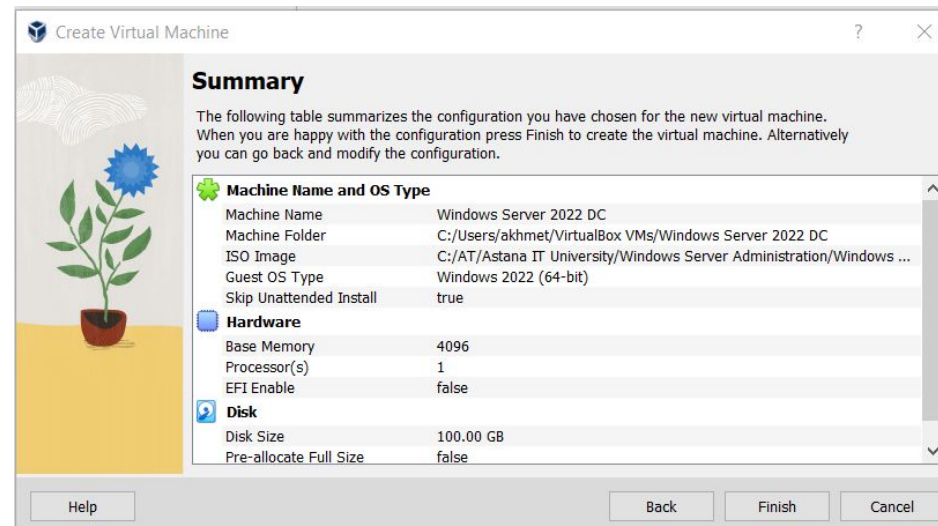 Create Virtual Machine
Summary
The following table summarizes the configuration you have chosen for the new virtual machine.
When you are happy with the configuration press Finish to create the virtual machine. Alternatively
you can go back and modify the configuration.
Machine Name and OS Type
Machine Name Windows Server 2022 DC
Machine Folder C:/Users/akhmet/VirtualBox VMs/Windows Server 2022 DC
ISO Image C:/AT/Astana IT University/Windows Server Administration/Windows ...
Guest OS Type Windows 2022 (64-bit)
Skip Unattended Install true
Hardware
Base Memory 4096
Processor(s) 1
EFI Enable false
Disk
Disk Size 100.00 GB
Pre-allocate Full Size false
Help Back Finish Cancel